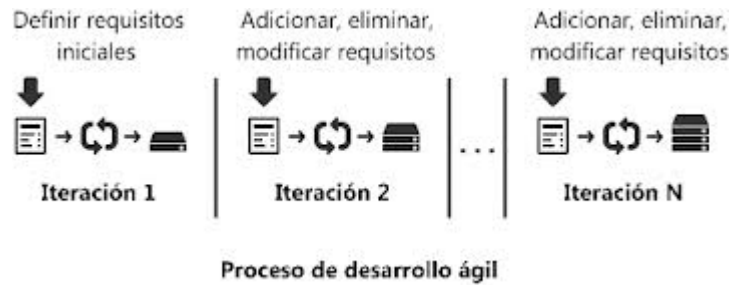 Definir requisitos
iniciales
Adicionar, eliminar,
modificar requisitos
Adicionar, eliminar,
modificar requisitos
...
Iteración 1
Iteración 2
Iteración N
Proceso de desarrollo ágil